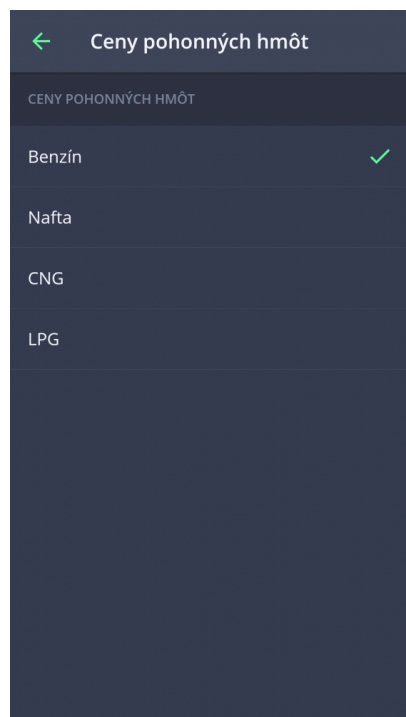 Ceny pohonných hmôt
CENY POHONNÝCH HMÔT
Benzín
Nafta
CNG
LPG